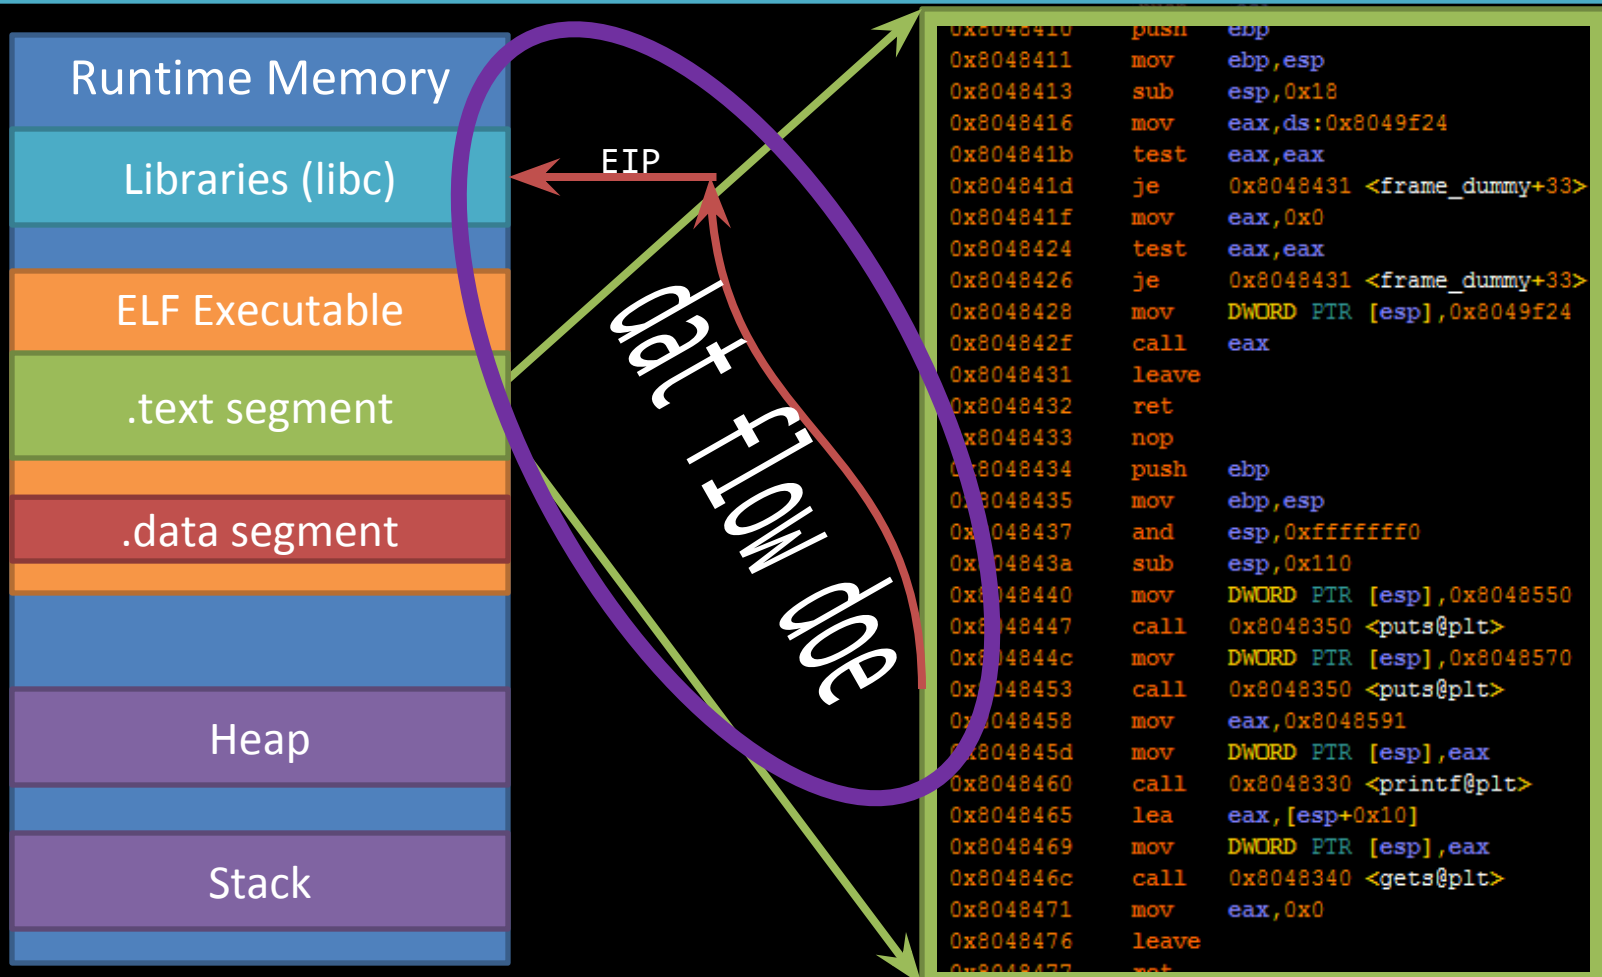 Runtime Memory
Libraries (libc)
ELF Executable
.text segment
.data segment
Heap
Stack
EIP
dat flow doe
0x8048410 push ebp
0x8048411 mov ebp,esp
0x8048413 sub esp,0x18
0x8048416 mov eax,ds:0x8049f24
0x804841b test eax,eax
0x804841d je 0x8048431 <frame_dummy+33>
0x804841f mov eax,0x0
0x8048424 test eax,eax
0x8048426 je 0x8048431 <frame_dummy+33>
0x8048428 mov DWORD PTR [esp],0x8049f24
0x804842f call eax
0x8048431 leave
0x8048432 ret
0x8048433 nop
0x8048434 push ebp
0x8048435 mov ebp,esp
0x8048437 and esp,0xfffffff0
0x804843a sub esp,0x110
0x8048440 mov DWORD PTR [esp],0x8048550
0x8048447 call 0x8048350 <puts@plt>
0x804844c mov DWORD PTR [esp],0x8048570
0x8048453 call 0x8048350 <puts@plt>
0x8048458 mov eax,0x8048591
0x804845d mov DWORD PTR [esp],eax
0x8048460 call 0x8048330 <printf@plt>
0x8048465 lea eax,[esp+0x10]
0x8048469 mov DWORD PTR [esp],eax
0x804846c call 0x8048340 <gets@plt>
0x8048471 mov eax,0x0
0x8048476 leave
0x8048477 ret